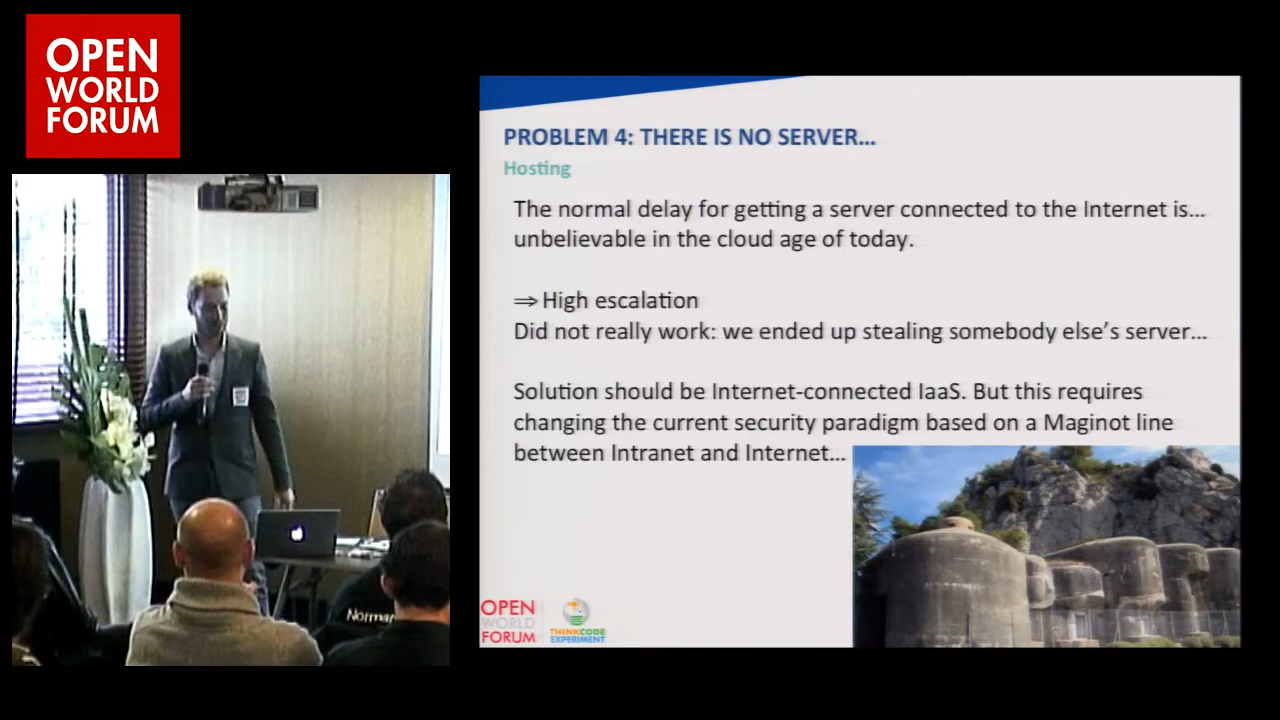 OPEN
WORLD
FORUM
PROBLEM 4: THERE IS NO SERVER…
Hosting
The normal delay for getting a server connected to the Internet is…
unbelievable in the cloud age of today.
⇒ High escalation
Did not really work: we ended up stealing somebody else’s server…
Solution should be Internet-connected IaaS. But this requires
changing the current security paradigm based on a Maginot line
between Intranet and Internet…
OPEN
WORLD
FORUM
THINKCODE
EXPERIMENT